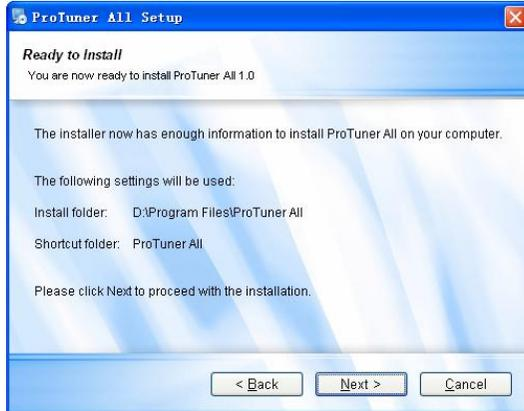 ProTuner All Setup
Ready to Install
You are now ready to install ProTuner All 1.0
The installer now has enough information to install ProTuner All on your computer.
The following settings will be used:
Install folder: D:\Program Files\ProTuner All
Shortcut folder: ProTuner All
Please click Next to proceed with the installation.
< Back Next > Cancel